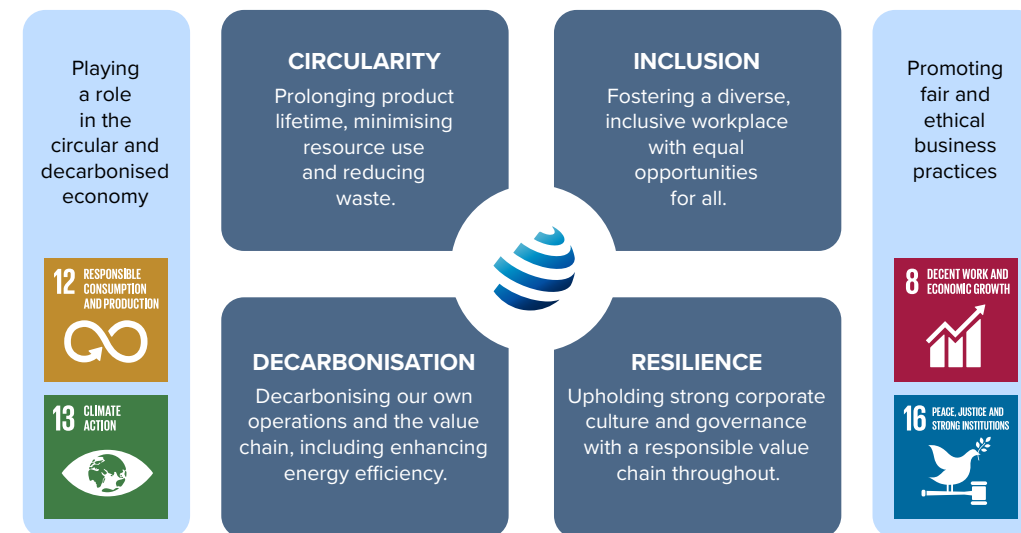 Playing
a role
in the
circular and
decarbonised
economy
12 RESPONSIBLE
CONSUMPTION
AND PRODUCTION
13 CLIMATE
ACTION
CIRCULARITY
Prolonging product
lifetime, minimising
resource use
and reducing
waste.
INCLUSION
Fostering a diverse,
inclusive workplace
with equal
opportunities
for all.
DECARBONISATION
Decarbonising our own
operations and the value
chain, including enhancing
energy efficiency.
RESILIENCE
Upholding strong corporate
culture and governance
with a responsible value
chain throughout.
Promoting
fair and
ethical
business
practices
8 DECENT WORK AND
ECONOMIC GROWTH
16 PEACE, JUSTICE AND
STRONG INSTITUTIONS